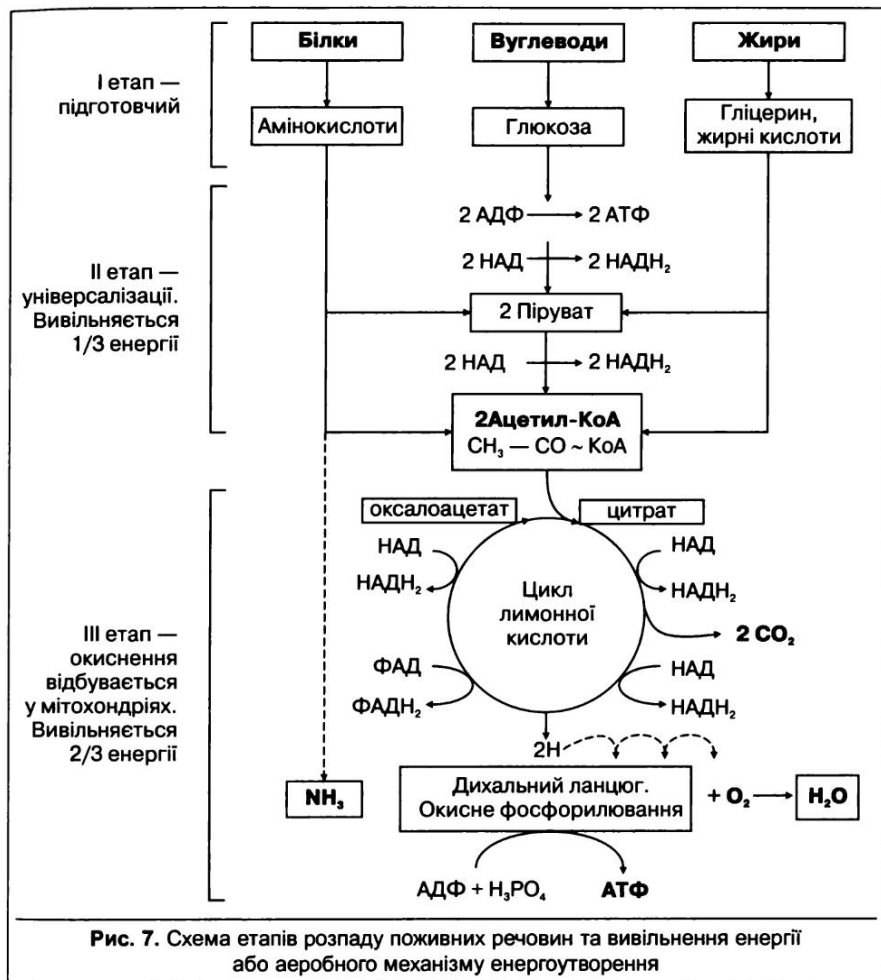 Білки
Вуглеводи
Жири
І етап —
підготовчий
Амінокислоти
Глюкоза
Гліцерин,
жирні кислоти
2 АДФ
2 АТФ
2 НАД
2 НАДН₂
ІІ етап —
універсалізації.
Вивільняється
1/3 енергії
2 Піруват
2 НАД
2 НАДН₂
2Ацетил-КоА
CH₃ — CO ~ КоА
оксалоацетат
цитрат
НАД
НАДН₂
НАД
НАДН₂
Цикл
лимонної
кислоти
2 CO₂
ІІІ етап —
окиснення
відбувається
у мітохондріях.
Вивільняється
2/3 енергії
ФАД
ФАДН₂
НАД
НАДН₂
2Н
NH₃
Дихальний ланцюг.
Окисне фосфорилювання
+ O₂
H₂O
АДФ + H₃PO₄
АТФ
Рис. 7. Схема етапів розпаду поживних речовин та вивільнення енергії
або аеробного механізму енергоутворення